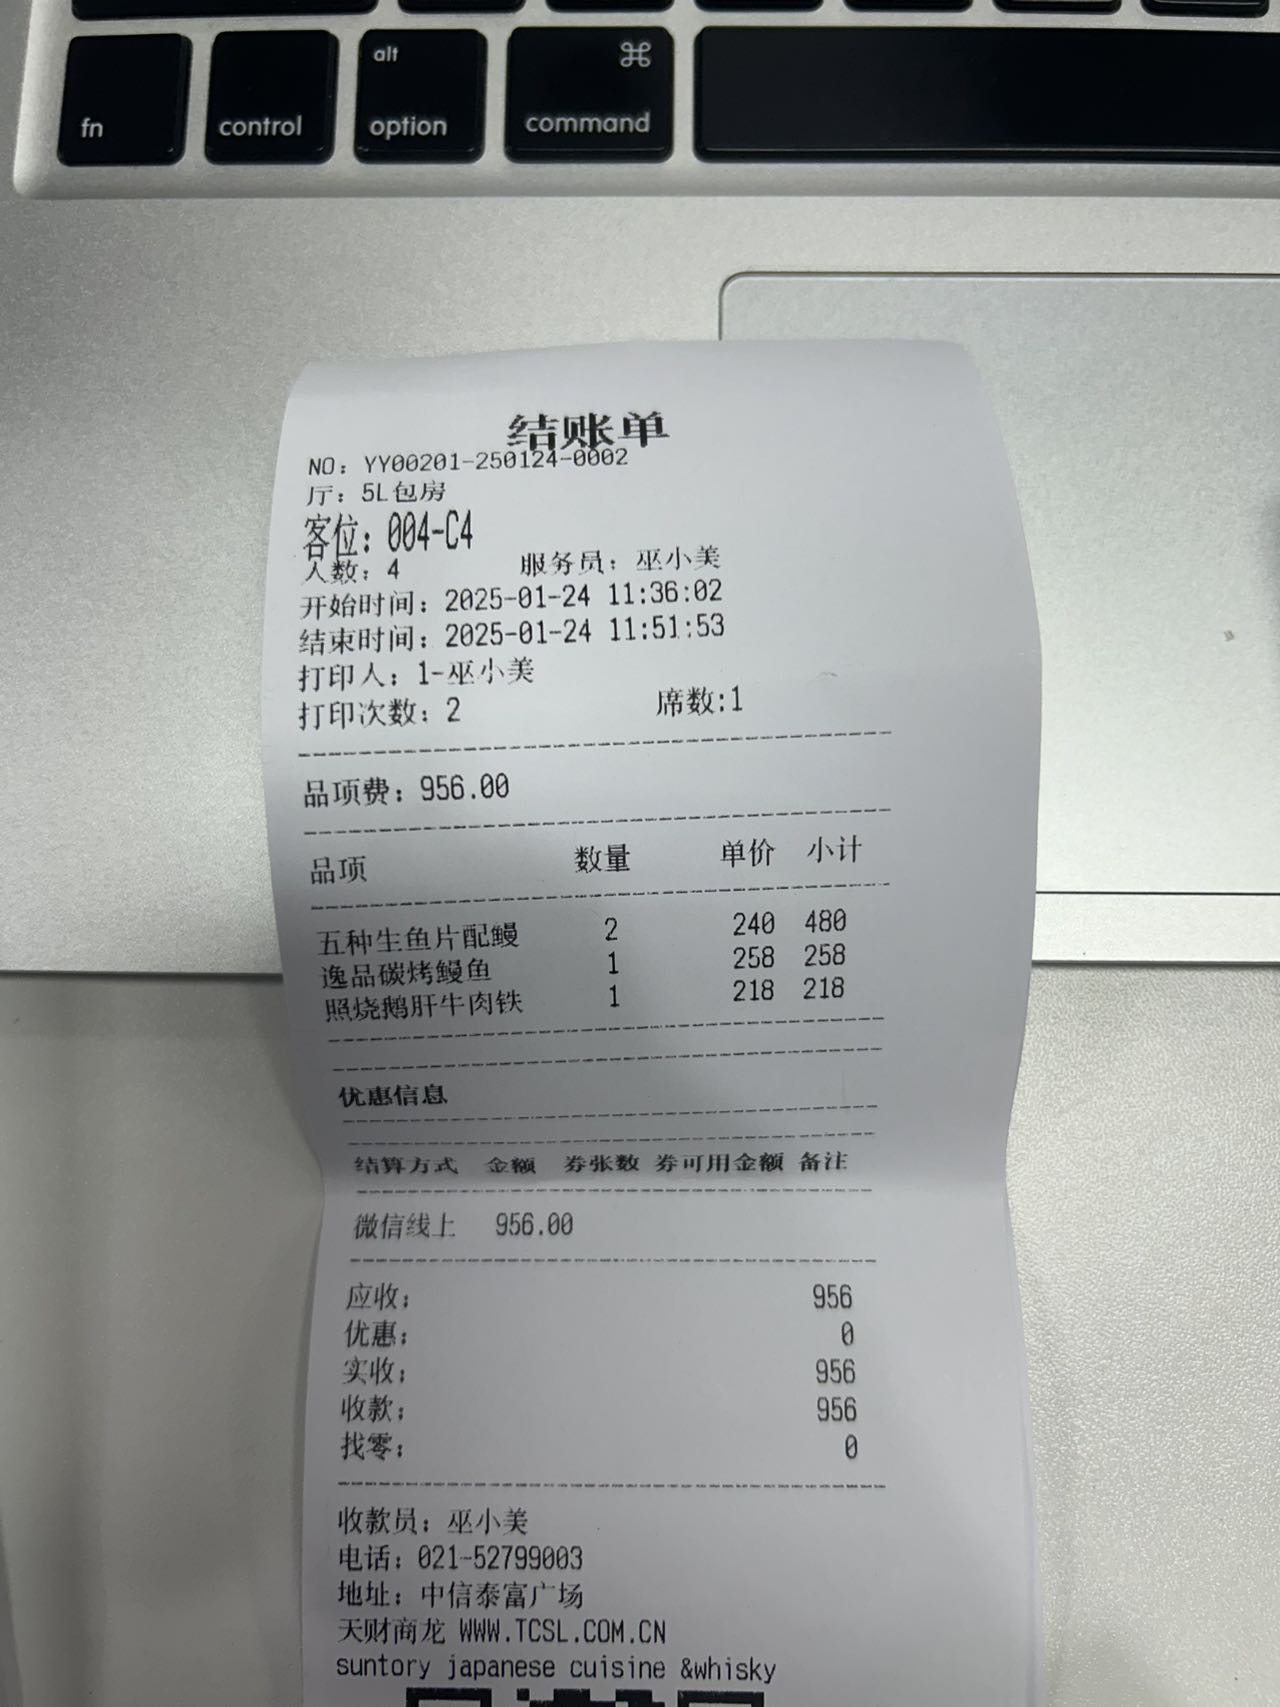 alt
⌘
fn
control
option
command
结账单
NO: YY00201-250124-0002
厅: 5L包房
客位: 004-C4
人数: 4 服务员: 巫小美
开始时间: 2025-01-24 11:36:02
结束时间: 2025-01-24 11:51:53
打印人: 1-巫小美
打印次数: 2 席数:1
品项费: 956.00
品项 数量 单价 小计
五种生鱼片配鳗 2 240 480
逸品碳烤鳗鱼 1 258 258
照烧鹅肝牛肉铁 1 218 218
优惠信息
结算方式 金额 券张数 券可用金额 备注
微信线上 956.00
应收: 956
优惠: 0
实收: 956
收款: 956
找零: 0
收款员: 巫小美
电话: 021-52799003
地址: 中信泰富广场
天财商龙 WWW.TCSL.COM.CN
suntory japanese cuisine &whisky